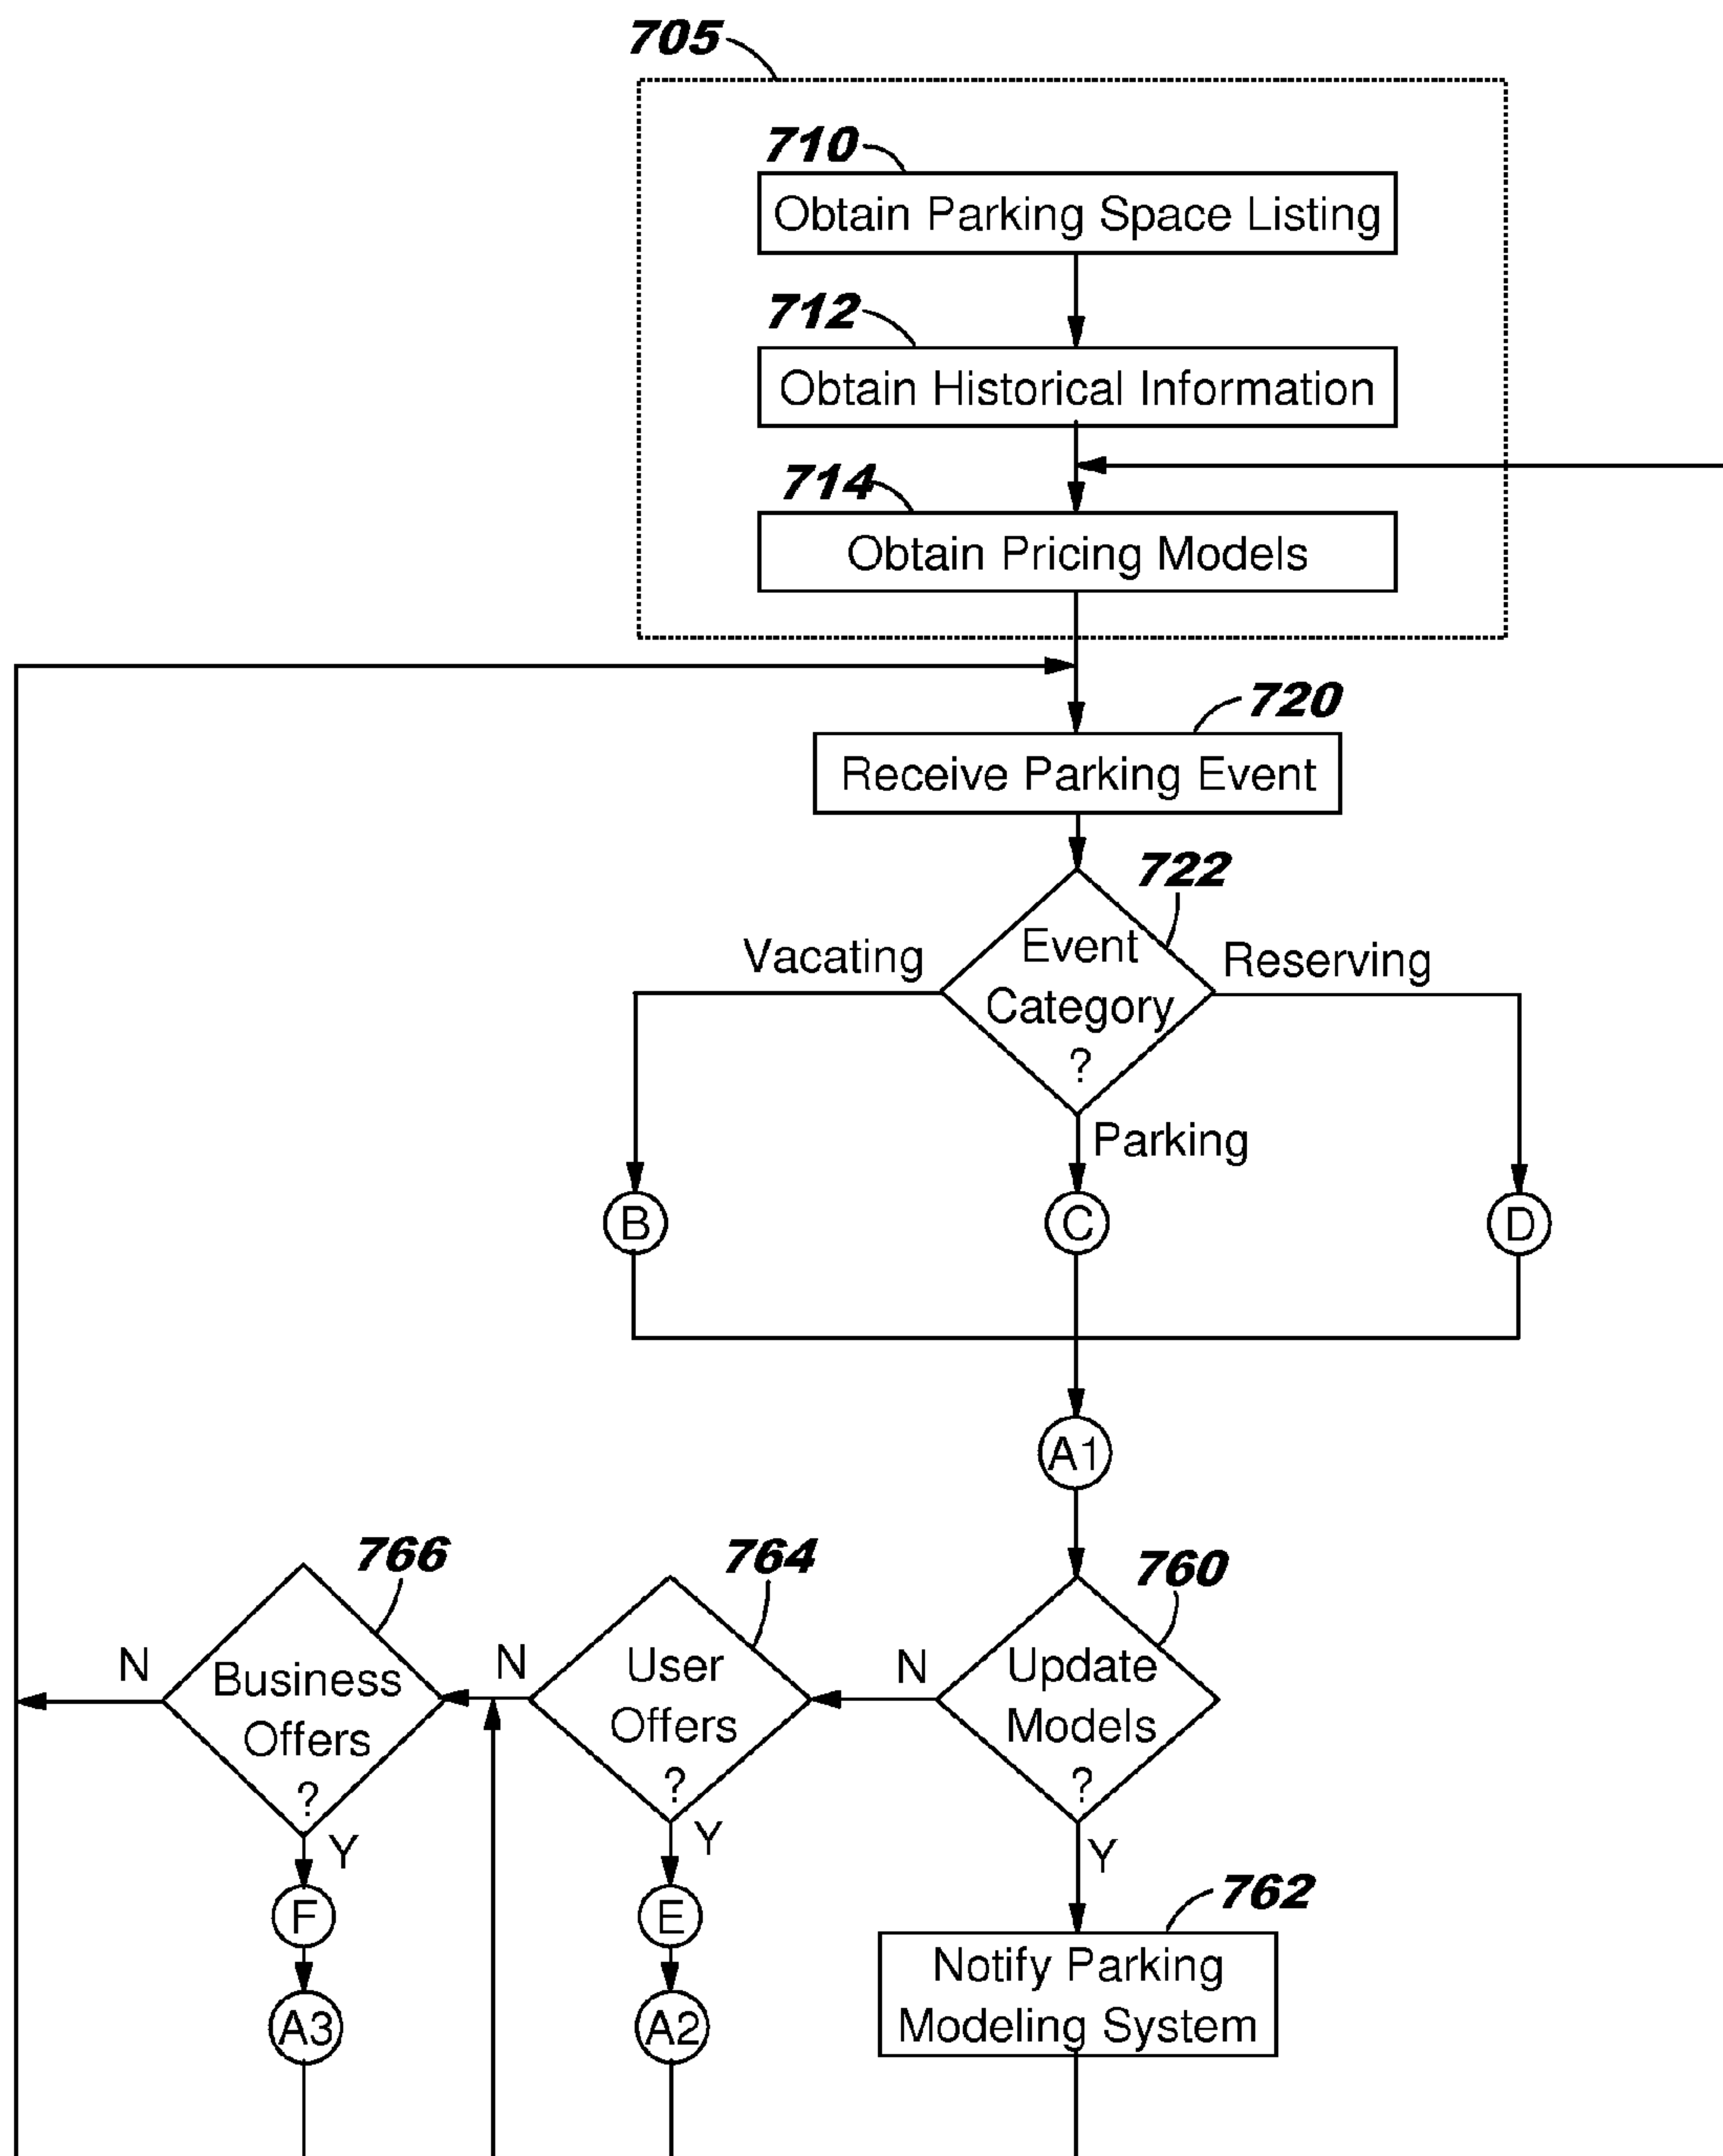 705
710
Obtain Parking Space Listing
712
Obtain Historical Information
714
Obtain Pricing Models
720
Receive Parking Event
722
Vacating
Event
Category
?
Reserving
Parking
B
C
D
A1
766
764
760
N
Business
Offers
?
N
User
Offers
?
N
Update
Models
?
Y
Y
Y
762
F
E
Notify Parking
Modeling System
A3
A2